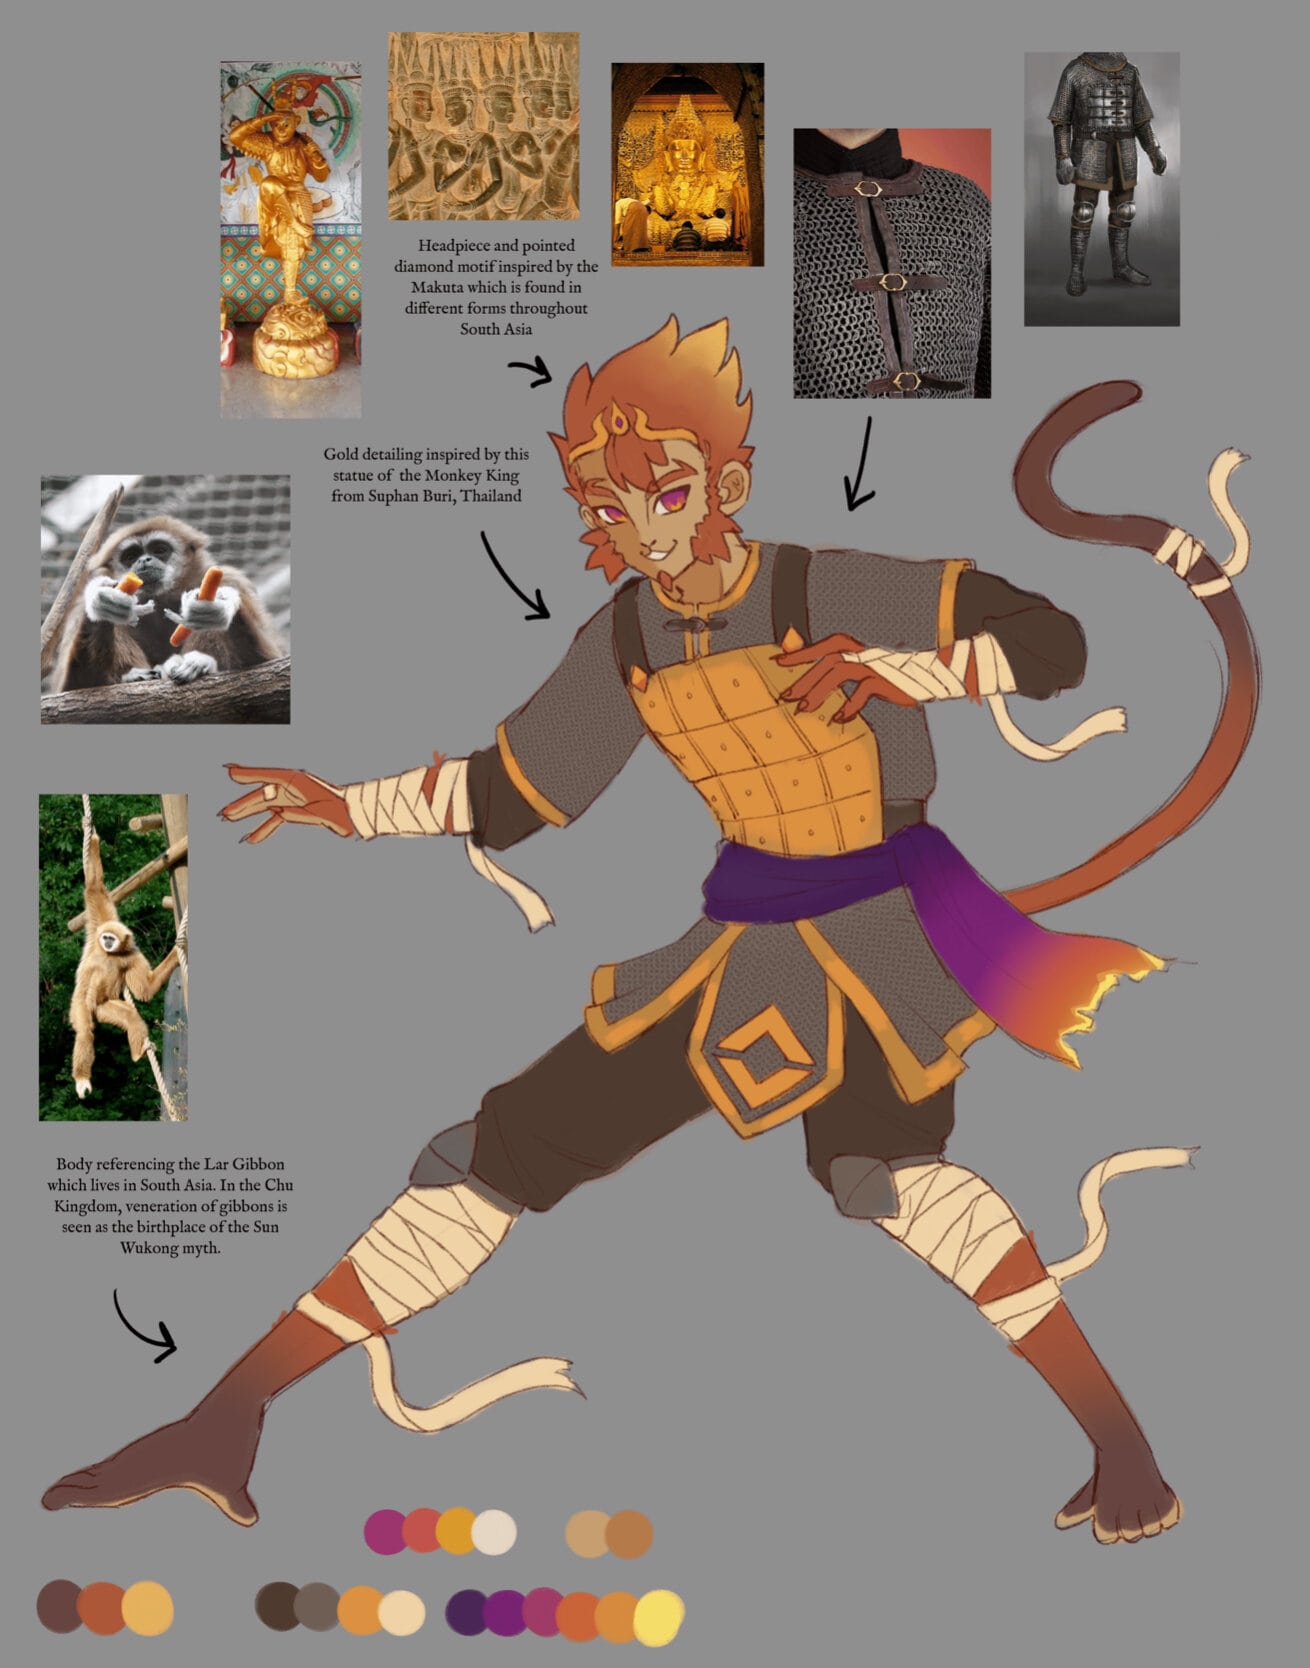 Headpiece and pointed
diamond motif inspired by the
Makuta which is found in
different forms throughout
South Asia
Gold detailing inspired by this
statue of the Monkey King
from Suphan Buri, Thailand
Body referencing the Lar Gibbon
which lives in South Asia. In the Chu
Kingdom, veneration of gibbons is
seen as the birthplace of the Sun
Wukong myth.